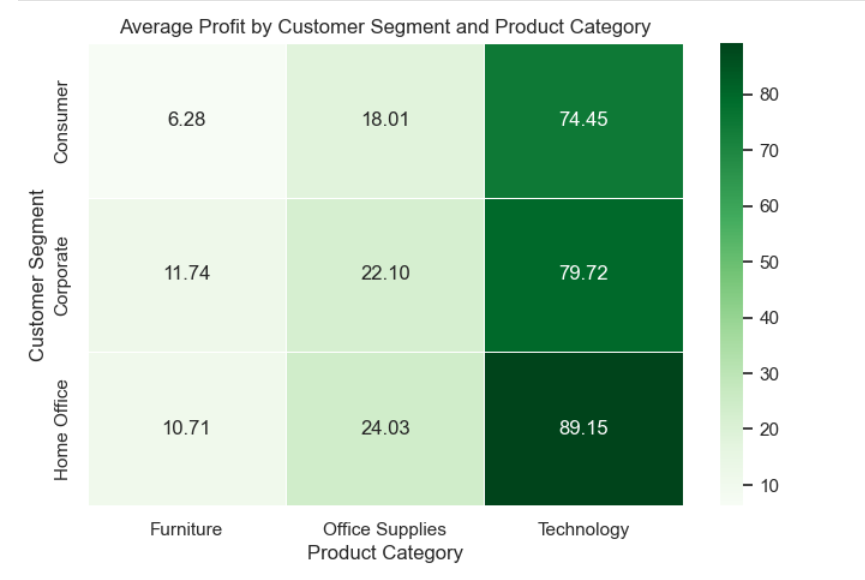 Average Profit by Customer Segment and Product Category
Customer Segment
Consumer
6.28 18.01 74.45
Corporate
11.74 22.10 79.72
Home Office
10.71 24.03 89.15
Furniture Office Supplies Technology
Product Category
80
70
60
50
40
30
20
10